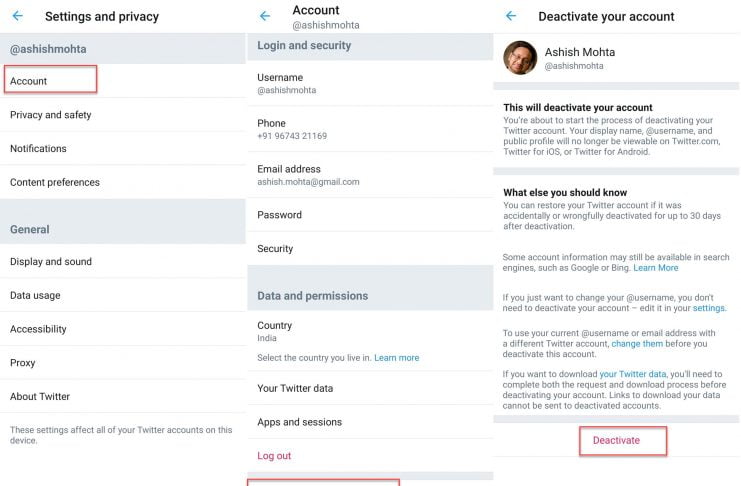 Settings and privacy
@ashishmohta
Account
Privacy and safety
Notifications
Content preferences
General
Display and sound
Data usage
Accessibility
Proxy
About Twitter
These settings affect all of your Twitter accounts on this
device.
Account
@ashishmohta
Login and security
Username
@ashishmohta
Phone
+91 96743 21169
Email address
ashish.mohta@gmail.com
Password
Security
Data and permissions
Country
India
Select the country you live in. Learn more
Your Twitter data
Apps and sessions
Log out
Deactivate your account
Ashish Mohta
@ashishmohta
This will deactivate your account
You're about to start the process of deactivating your
Twitter account. Your display name, @username, and
public profile will no longer be viewable on Twitter.com,
Twitter for iOS, or Twitter for Android.
What else you should know
You can restore your Twitter account if it was
accidentally or wrongfully deactivated for up to 30 days
after deactivation.
Some account information may still be available in search
engines, such as Google or Bing. Learn More
If you just want to change your @username, you don't
need to deactivate your account – edit it in your settings.
To use your current @username or email address with
a different Twitter account, change them before you
deactivate this account.
If you want to download your Twitter data, you'll need to
complete both the request and download process before
deactivating your account. Links to download your data
cannot be sent to deactivated accounts.
Deactivate